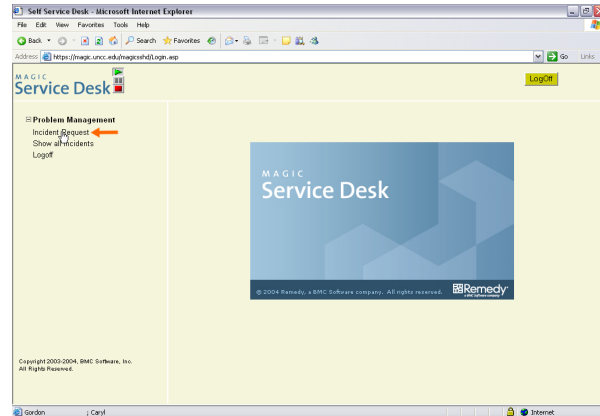 Self Service Desk - Microsoft Internet Explorer
File Edit View Favorites Tools Help
Back Search Favorites
Address https://magic.uncc.edu/magicsshd/Login.asp Go Links
MAGIC
Service Desk
LogOff
Problem Management
Incident Request
Show all Incidents
Logoff
MAGIC
Service Desk
© 2004 Remedy, a BMC Software company. All rights reserved.
Remedy
a BMC Software company
Copyright 2003-2004, BMC Software, Inc.
All Rights Reserved.
Gordon ; Caryl Internet